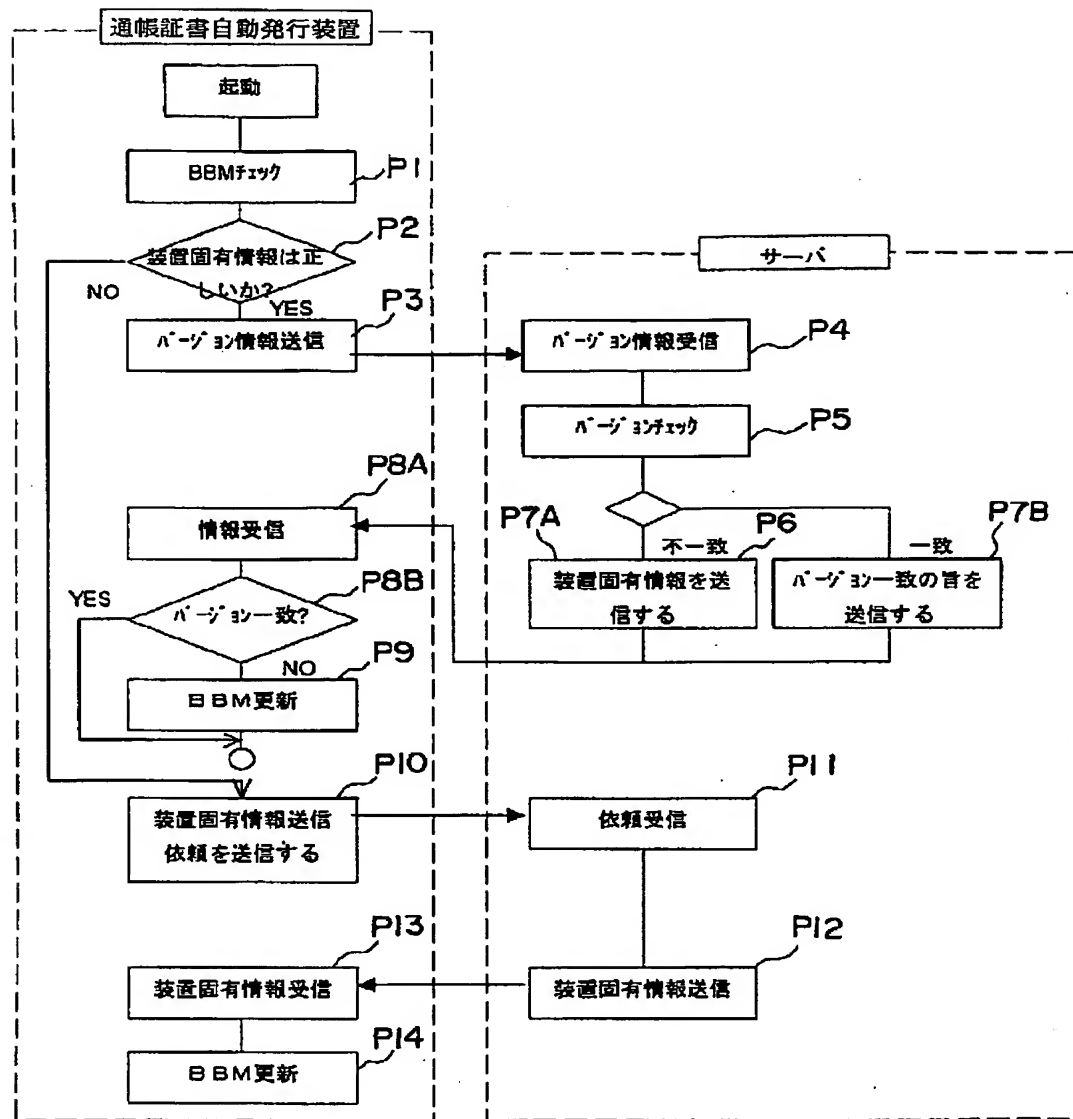 通帳証書自動発行装置
起動
BBMチェック
P1
P2
装置固有情報は正
しいか?
NO
YES
P3
バージョン情報送信
サーバ
バージョン情報受信
P4
バージョンチェック
P5
P8A
情報受信
P7A
不一致
P6
一致
P7B
装置固有情報を送
信する
バージョン一致の旨を
送信する
YES
P8B
バージョン一致?
NO
P9
BBM更新
P10
装置固有情報送信
依頼を送信する
P11
依頼受信
P13
装置固有情報受信
P12
装置固有情報送信
P14
BBM更新